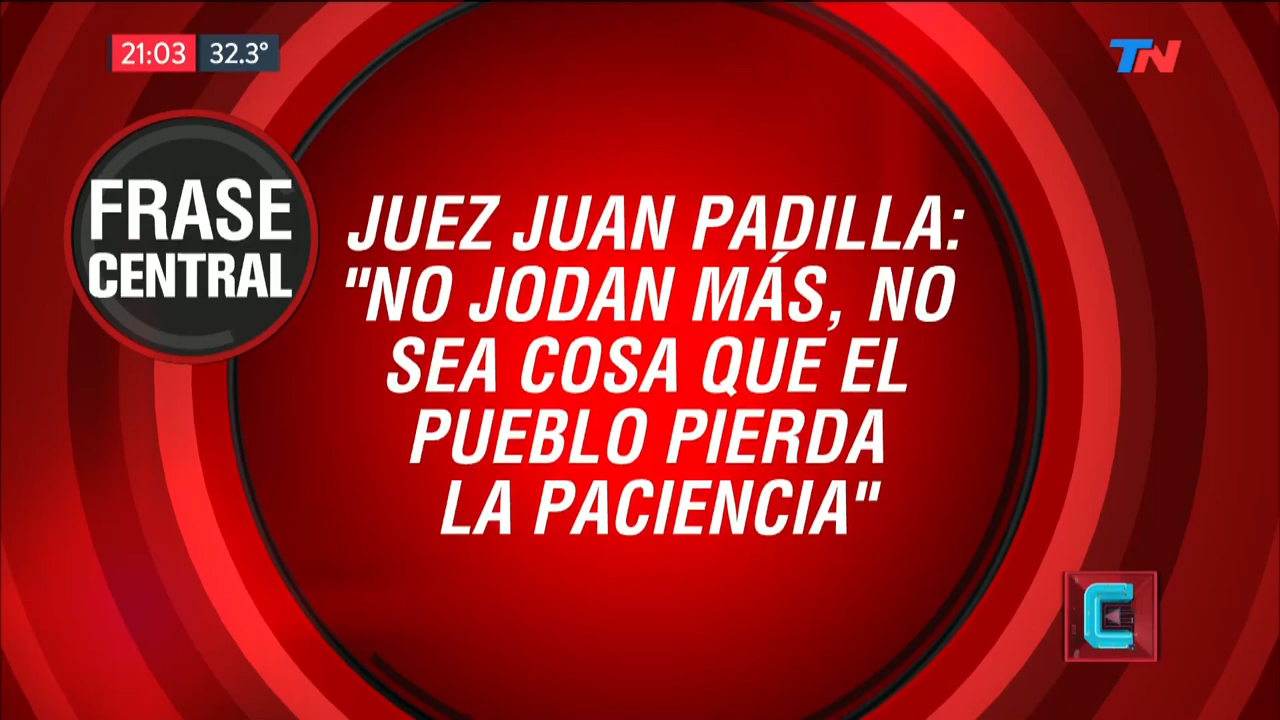 21:03 32.3°
TN
FRASE
CENTRAL
JUEZ JUAN PADILLA:
"NO JODAN MÁS, NO
SEA COSA QUE EL
PUEBLO PIERDA
LA PACIENCIA"
C